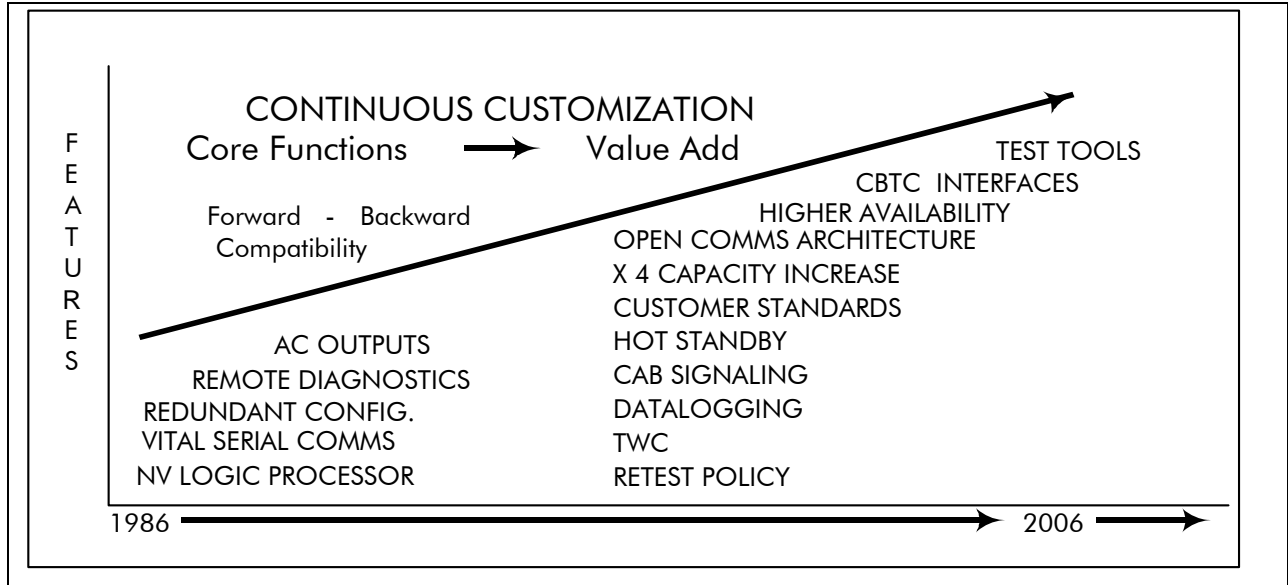 FEATURES
CONTINUOUS CUSTOMIZATION
Core Functions Value Add
Forward - Backward
Compatibility
TEST TOOLS
CBTC INTERFACES
HIGHER AVAILABILITY
OPEN COMMS ARCHITECTURE
X 4 CAPACITY INCREASE
CUSTOMER STANDARDS
HOT STANDBY
CAB SIGNALING
DATALOGGING
TWC
RETEST POLICY
AC OUTPUTS
REMOTE DIAGNOSTICS
REDUNDANT CONFIG.
VITAL SERIAL COMMS
NV LOGIC PROCESSOR
1986 2006